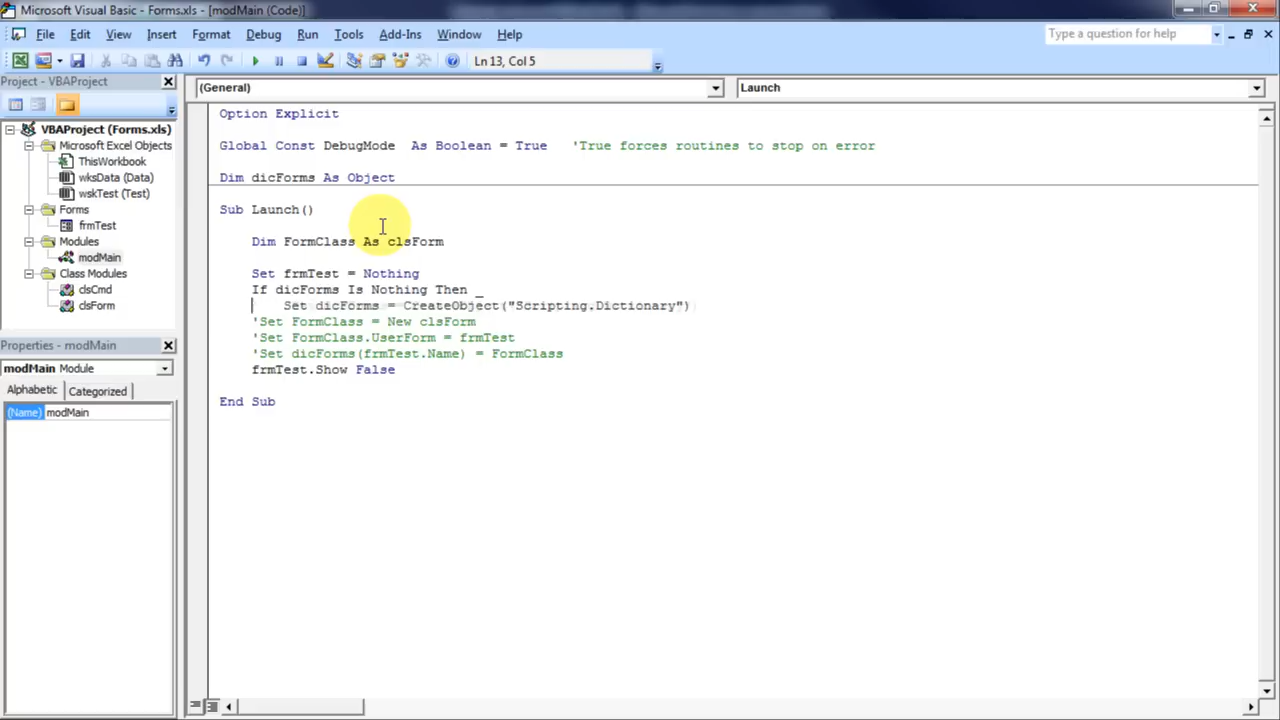 Microsoft Visual Basic - Forms.xls - [modMain (Code)]
File Edit View Insert Format Debug Run Tools Add-Ins Window Help
Type a question for help
Ln 13, Col 5
Project - VBAProject
VBAProject (Forms.xls)
Microsoft Excel Objects
ThisWorkbook
wksData (Data)
wskTest (Test)
Forms
frmTest
Modules
modMain
Class Modules
clsCmd
clsForm
Properties - modMain
modMain Module
Alphabetic Categorized
(Name) modMain
(General) Launch
Option Explicit
Global Const DebugMode As Boolean = True 'True forces routines to stop on error
Dim dicForms As Object
Sub Launch()
Dim FormClass As clsForm
Set frmTest = Nothing
If dicForms Is Nothing Then _
Set dicForms = CreateObject("Scripting.Dictionary")
'Set FormClass = New clsForm
'Set FormClass.UserForm = frmTest
'Set dicForms(frmTest.Name) = FormClass
frmTest.Show False
End Sub